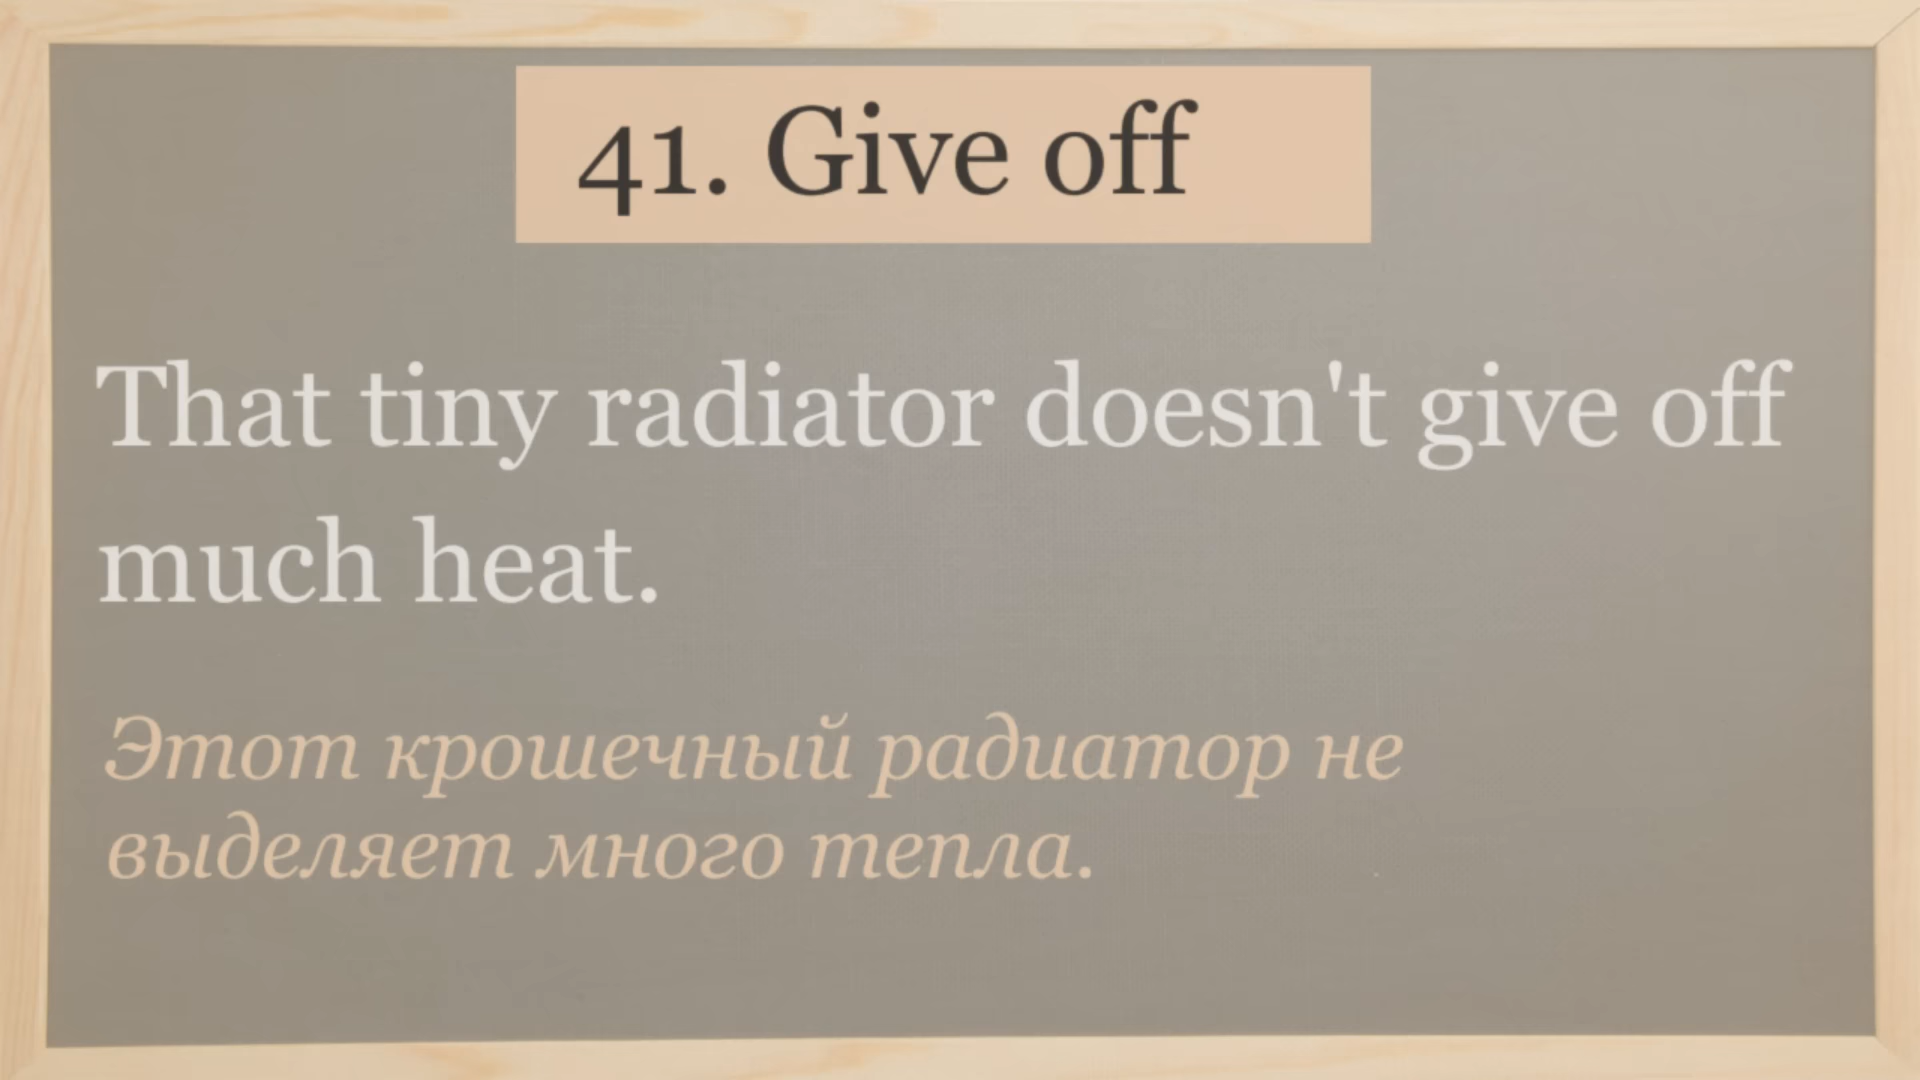 41. Give off
That tiny radiator doesn't give off
much heat.
Этот крошечный радиатор не
выделяет много тепла.